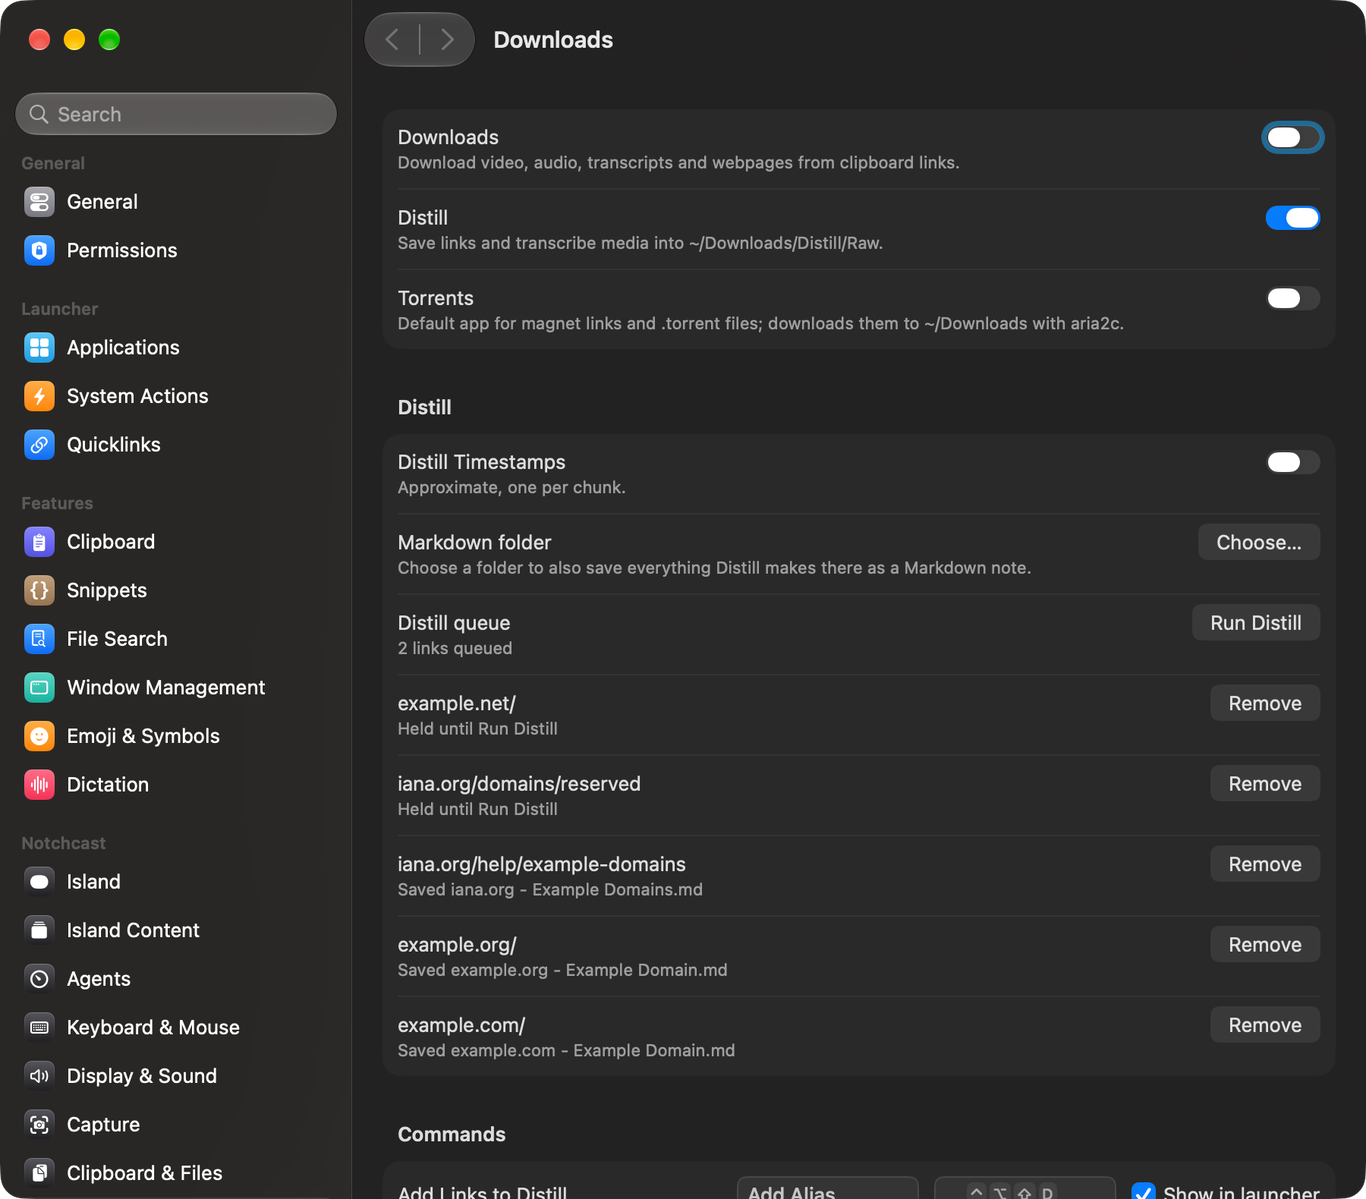 Downloads
Search
General
General
Permissions
Launcher
Applications
System Actions
Quicklinks
Features
Clipboard
Snippets
File Search
Window Management
Emoji & Symbols
Dictation
Notchcast
Island
Island Content
Agents
Keyboard & Mouse
Display & Sound
Capture
Clipboard & Files
Downloads
Download video, audio, transcripts and webpages from clipboard links.
Distill
Save links and transcribe media into ~/Downloads/Distill/Raw.
Torrents
Default app for magnet links and .torrent files; downloads them to ~/Downloads with aria2c.
Distill
Distill Timestamps
Approximate, one per chunk.
Markdown folder
Choose...
Choose a folder to also save everything Distill makes there as a Markdown note.
Distill queue
Run Distill
2 links queued
example.net/
Remove
Held until Run Distill
iana.org/domains/reserved
Remove
Held until Run Distill
iana.org/help/example-domains
Remove
Saved iana.org - Example Domains.md
example.org/
Remove
Saved example.org - Example Domain.md
example.com/
Remove
Saved example.com - Example Domain.md
Commands
Add Links to Distill
Add Alias
⌃ ⌥ ⇧ D
Show in launcher